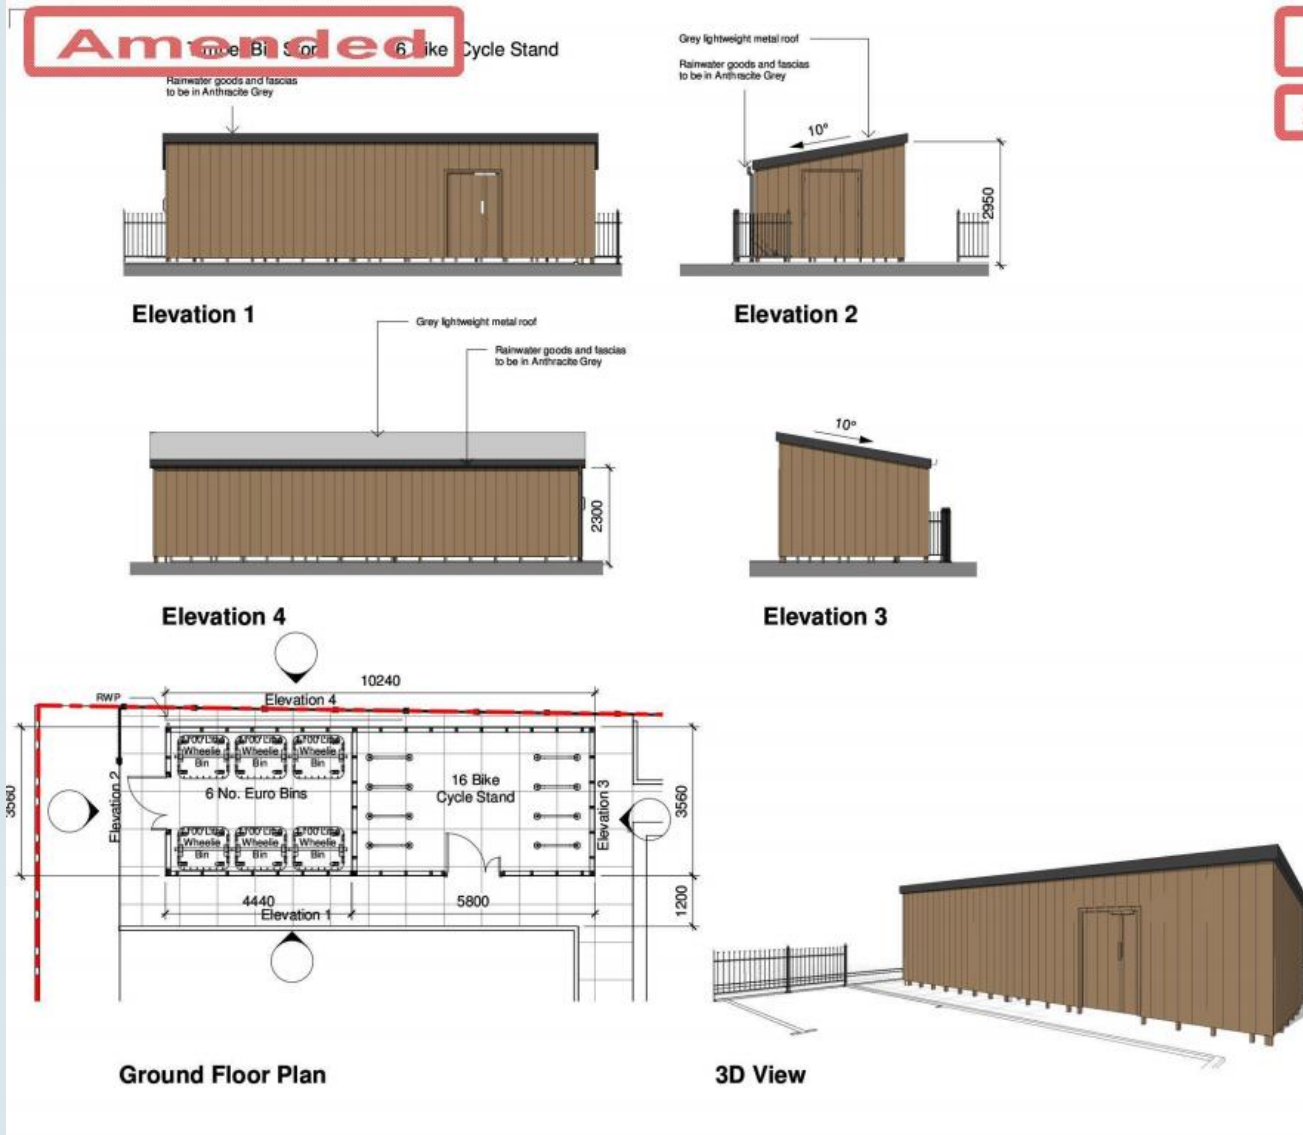 Amended
Cycle Stand
Rainwater goods and fascias
to be in Anthracite Grey
Elevation 1
Grey lightweight metal roof
Rainwater goods and fascias
to be in Anthracite Grey
10°
2950
Elevation 2
Grey lightweight metal roof
Rainwater goods and fascias
to be in Anthracite Grey
2300
Elevation 4
10°
Elevation 3
RWP
10240
Elevation 4
3560
Elevation 2
Wheelie
Bin
Wheelie
Bin
Wheelie
Bin
6 No. Euro Bins
Wheelie
Bin
Wheelie
Bin
Wheelie
Bin
16 Bike
Cycle Stand
Elevation 3
3560
1200
4440
5800
Elevation 1
Ground Floor Plan
3D View